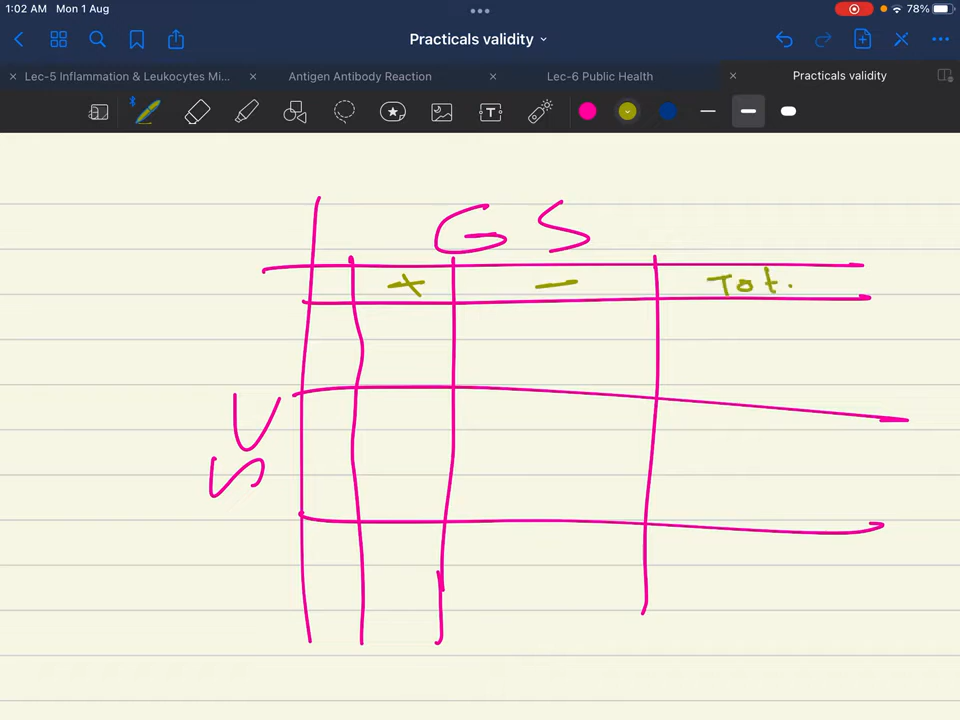 1:02 AM Mon 1 Aug
78%
Practicals validity
Lec-5 Inflammation & Leukocytes Mi...
Antigen Antibody Reaction
Lec-6 Public Health
Practicals validity
T
GS
+ − Tot.
U
S